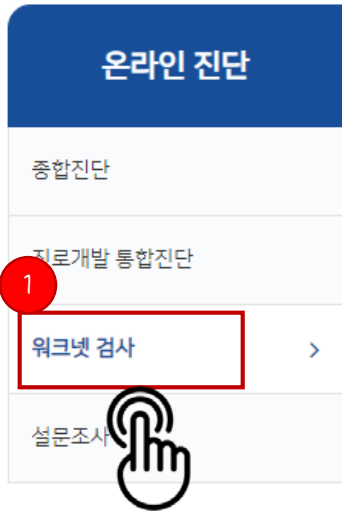 온라인 진단
종합진단
진로개발 통합진단
1
워크넷 검사
설문조사